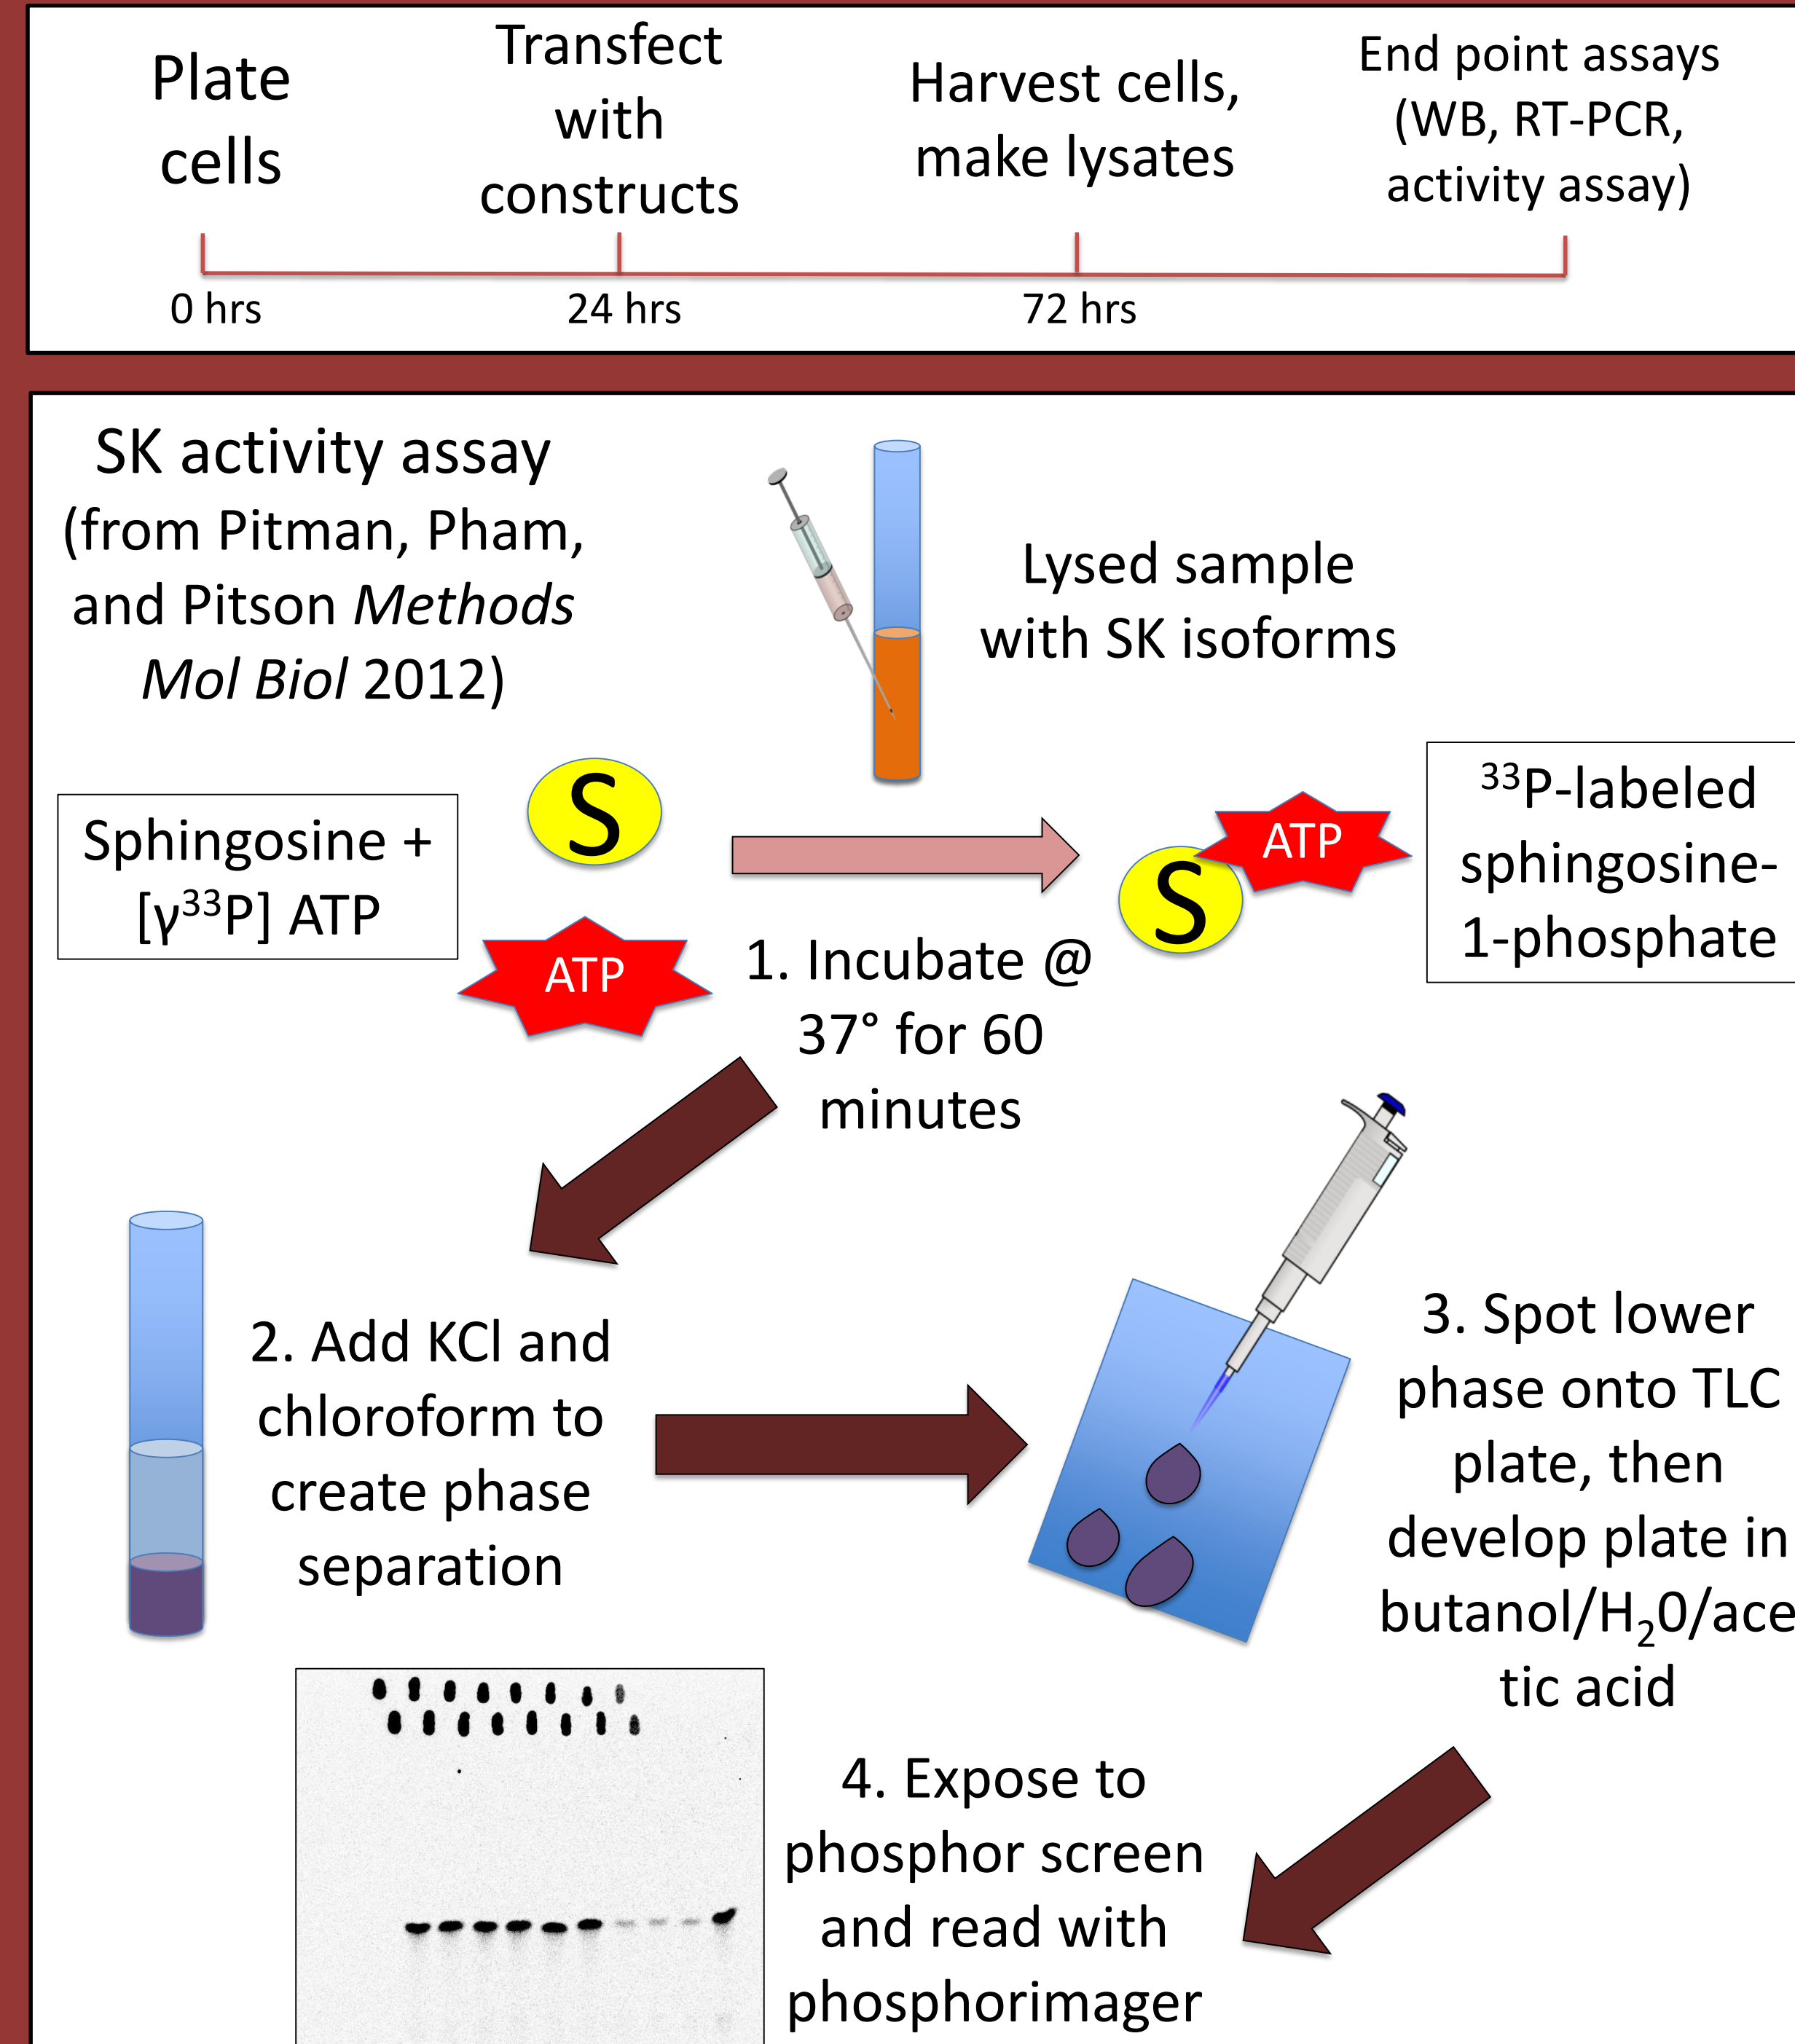 Plate
cells
Transfect
with
constructs
Harvest cells,
make lysates
End point assays
(WB, RT-PCR,
activity assay)
0 hrs
24 hrs
72 hrs
SK activity assay
(from Pitman, Pham,
and Pitson Methods
Mol Biol 2012)
Lysed sample
with SK isoforms
Sphingosine +
[γ³³P] ATP
S
ATP
S
ATP
³³P-labeled
sphingosine-
1-phosphate
1. Incubate @
37° for 60
minutes
2. Add KCl and
chloroform to
create phase
separation
3. Spot lower
phase onto TLC
plate, then
develop plate in
butanol/H₂0/ace
tic acid
4. Expose to
phosphor screen
and read with
phosphorimager